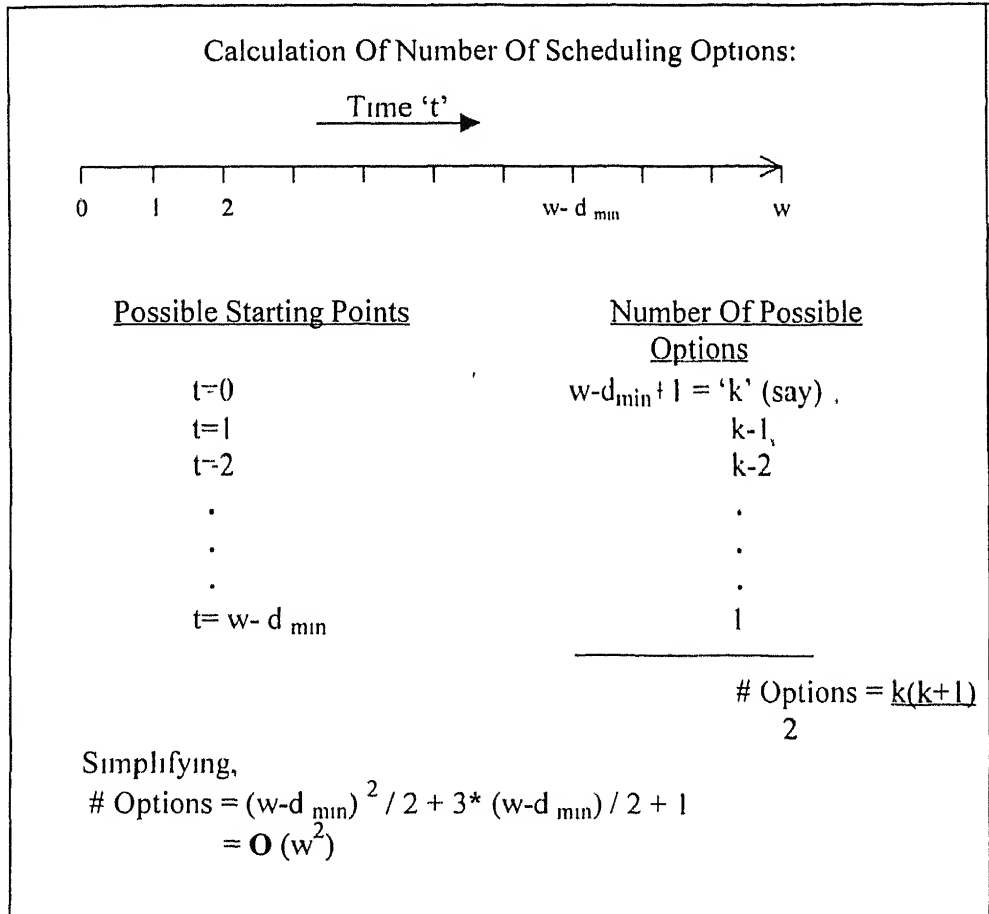 Calculation Of Number Of Scheduling Options:
Time ‘t’
0 1 2 w- d min w
Possible Starting Points Number Of Possible
Options
t=0 w-dmin+1 = ‘k’ (say)
t=1 k-1
t=2 k-2
. .
. .
. .
t= w- d min 1
# Options = k(k+1)
2
Simplifying,
# Options = (w-d min) 2 / 2 + 3* (w-d min) / 2 + 1
= O (w2)